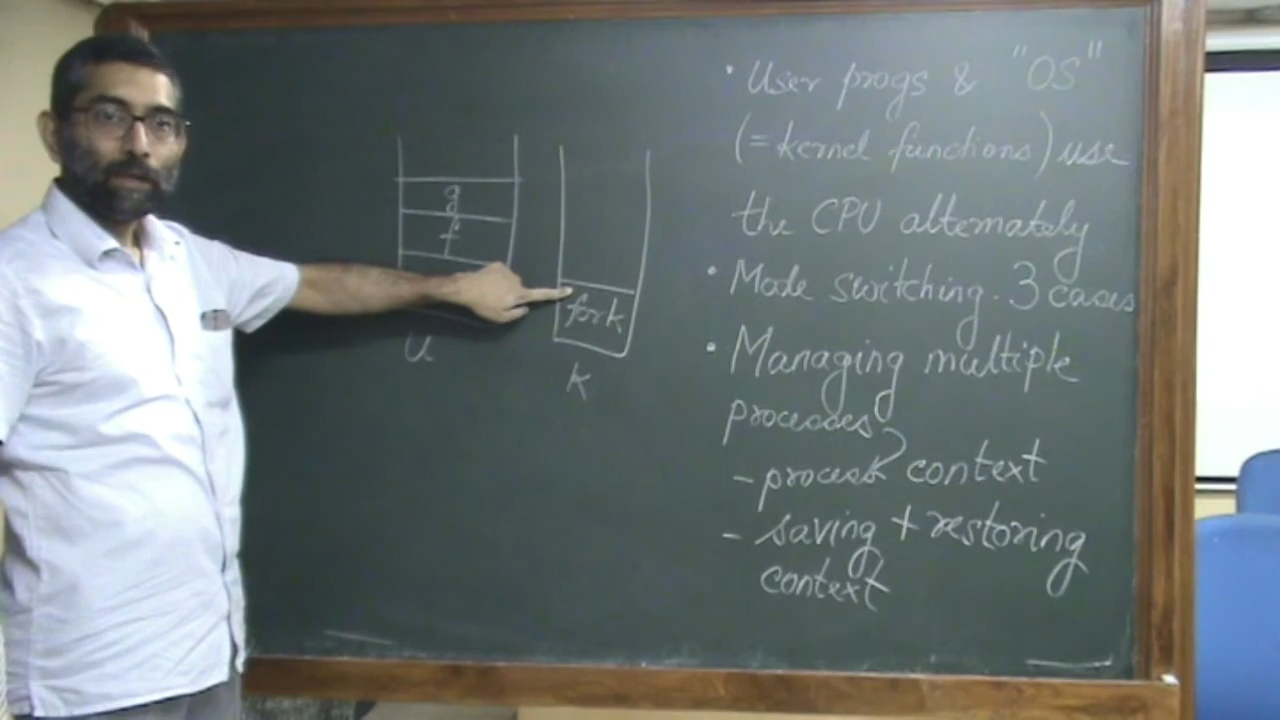 g
f
fork
u
k
• User progs & "OS"
(=kernel functions) use
the CPU alternately
• Mode switching. 3 cases
• Managing multiple
processes?
- process context
- saving + restoring
context